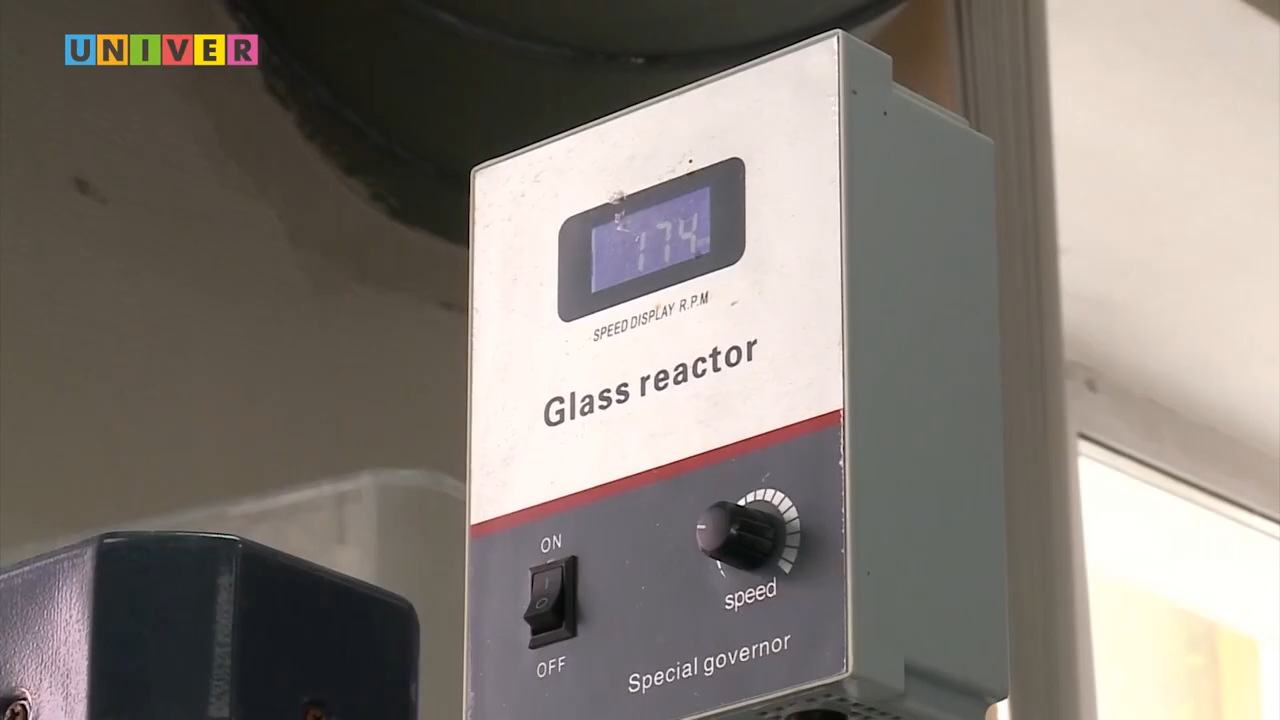 UNIVER
174
SPEED DISPLAY R.P.M
Glass reactor
ON
OFF
speed
Special governor